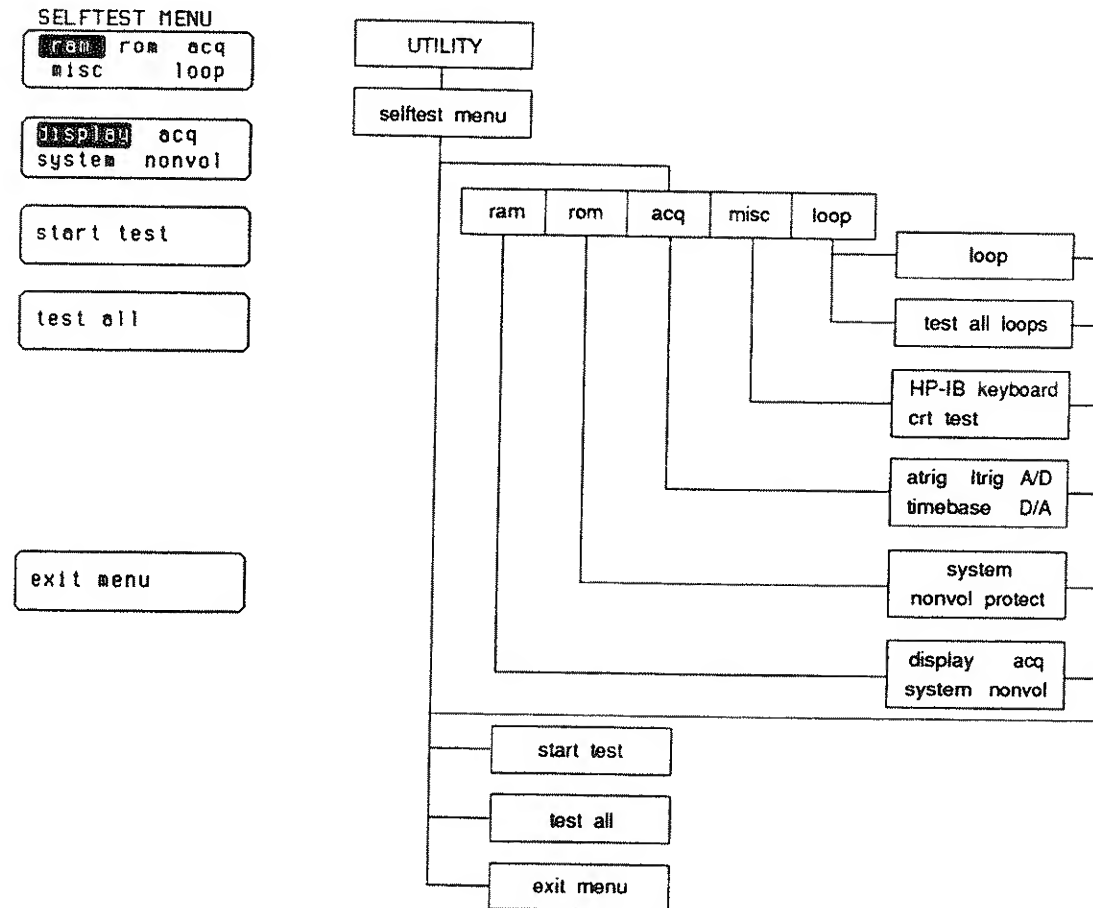 SELFTEST MENU
ram rom acq
misc loop
display acq
system nonvol
start test
test all
exit menu
UTILITY
selftest menu
ram rom acq misc loop
loop
test all loops
HP-IB keyboard
crt test
atrig ltrig A/D
timebase D/A
system
nonvol protect
display acq
system nonvol
start test
test all
exit menu